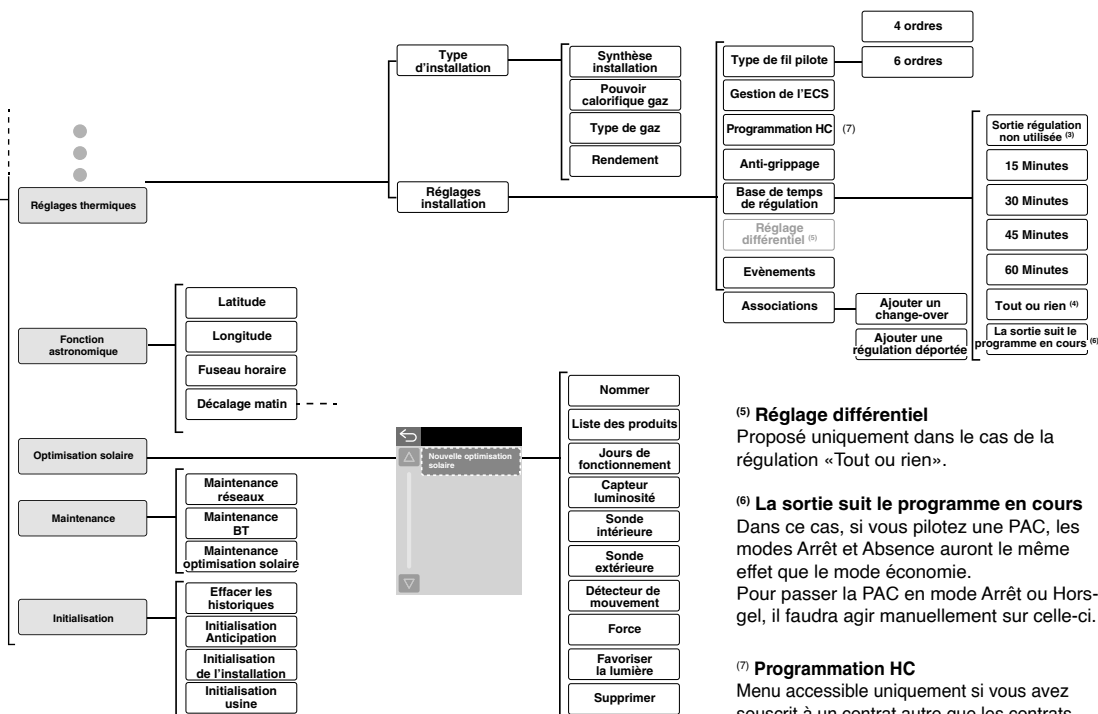 Réglages thermiques
Type
d'installation
Synthèse
installation
Pouvoir
calorifique gaz
Type de gaz
Rendement
Réglages
installation
Type de fil pilote
4 ordres
6 ordres
Gestion de l'ECS
Programmation HC (7)
Anti-grippage
Base de temps
de régulation
Sortie régulation
non utilisée (3)
15 Minutes
30 Minutes
45 Minutes
60 Minutes
Tout ou rien (4)
La sortie suit le
programme en cours (6)
Réglage
différentiel (5)
Evènements
Associations
Ajouter un
change-over
Ajouter une
régulation déportée
Fonction
astronomique
Latitude
Longitude
Fuseau horaire
Décalage matin
Optimisation solaire
Nouvelle optimisation
solaire
Nommer
Liste des produits
Jours de
fonctionnement
Capteur
luminosité
Sonde
intérieure
Sonde
extérieure
Détecteur de
mouvement
Force
Favoriser
la lumière
Supprimer
Maintenance
Maintenance
réseaux
Maintenance
BT
Maintenance
optimisation solaire
Initialisation
Effacer les
historiques
Initialisation
Anticipation
Initialisation
de l'installation
Initialisation
usine
(5) Réglage différentiel
Proposé uniquement dans le cas de la
régulation «Tout ou rien».
(6) La sortie suit le programme en cours
Dans ce cas, si vous pilotez une PAC, les
modes Arrêt et Absence auront le même
effet que le mode économie.
Pour passer la PAC en mode Arrêt ou Hors-
gel, il faudra agir manuellement sur celle-ci.
(7) Programmation HC
Menu accessible uniquement si vous avez
souscrit à un contrat autre que les contrats